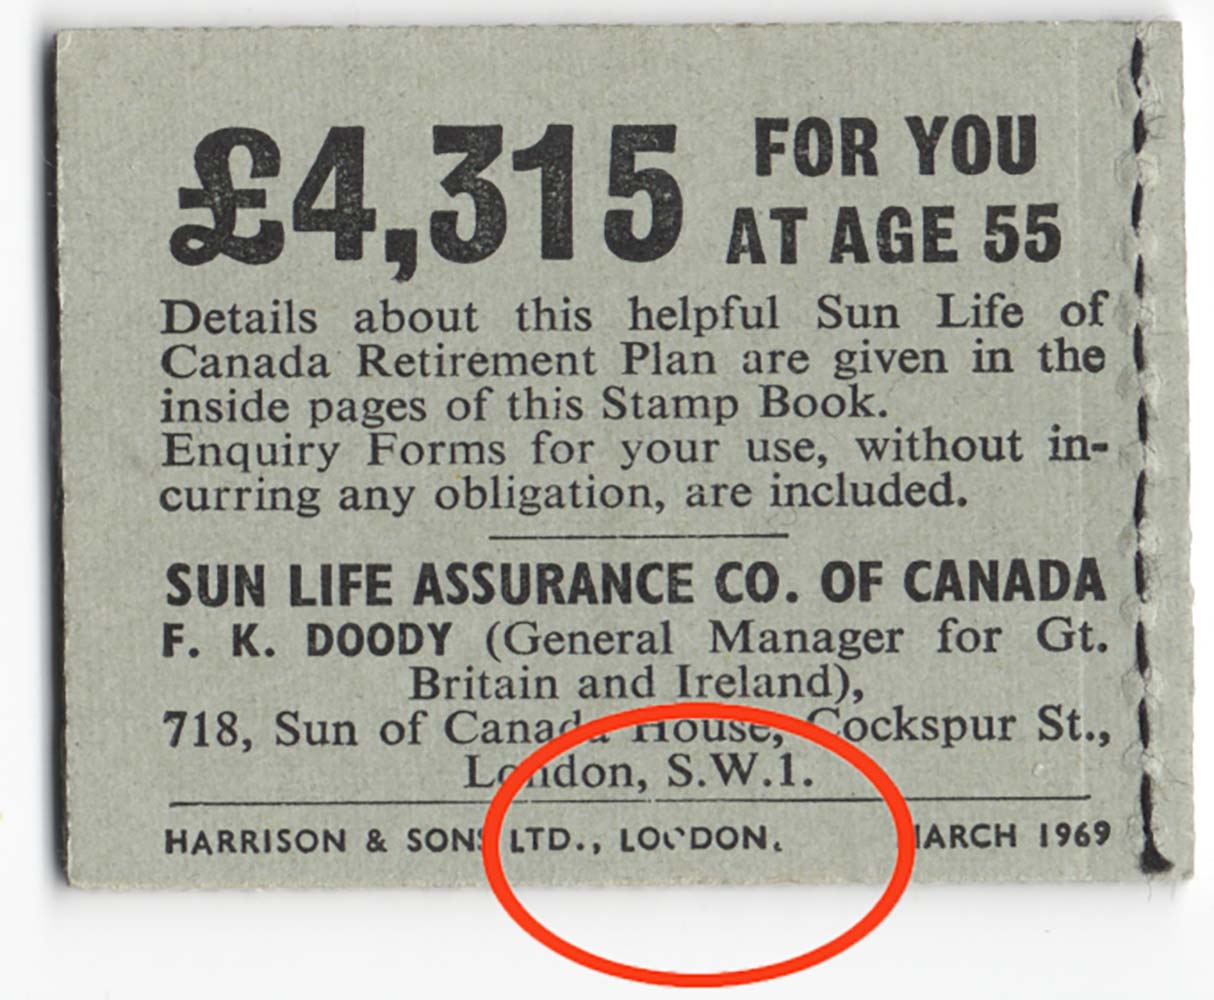 £4,315 FOR YOU
AT AGE 55
Details about this helpful Sun Life of
Canada Retirement Plan are given in the
inside pages of this Stamp Book.
Enquiry Forms for your use, without in-
curring any obligation, are included.
SUN LIFE ASSURANCE CO. OF CANADA
F. K. DOODY (General Manager for Gt.
Britain and Ireland),
718, Sun of Canada House, Cockspur St.,
London, S.W.1.
HARRISON & SONS LTD., LONDON. MARCH 1969